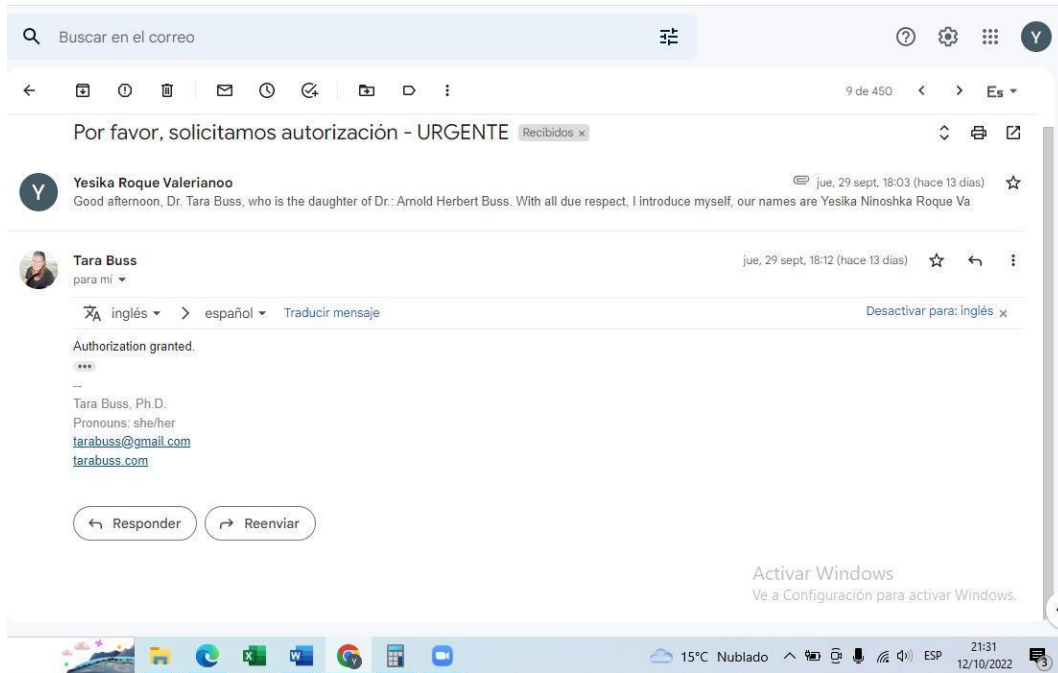 Buscar en el correo
Y
9 de 450
Es
Por favor, solicitamos autorización - URGENTE Recibidos ×
Y
Yesika Roque Valerianoo
jue, 29 sept, 18:03 (hace 13 días)
Good afternoon, Dr. Tara Buss, who is the daughter of Dr.: Arnold Herbert Buss. With all due respect, I introduce myself, our names are Yesika Ninoshka Roque Va
Tara Buss
jue, 29 sept, 18:12 (hace 13 días)
para mí
inglés > español Traducir mensaje
Desactivar para: inglés ×
Authorization granted.
•••
--
Tara Buss, Ph.D.
Pronouns: she/her
tarabuss@gmail.com
tarabuss.com
Responder
Reenviar
Activar Windows
Ve a Configuración para activar Windows.
15°C Nublado
ESP
21:31
12/10/2022
3